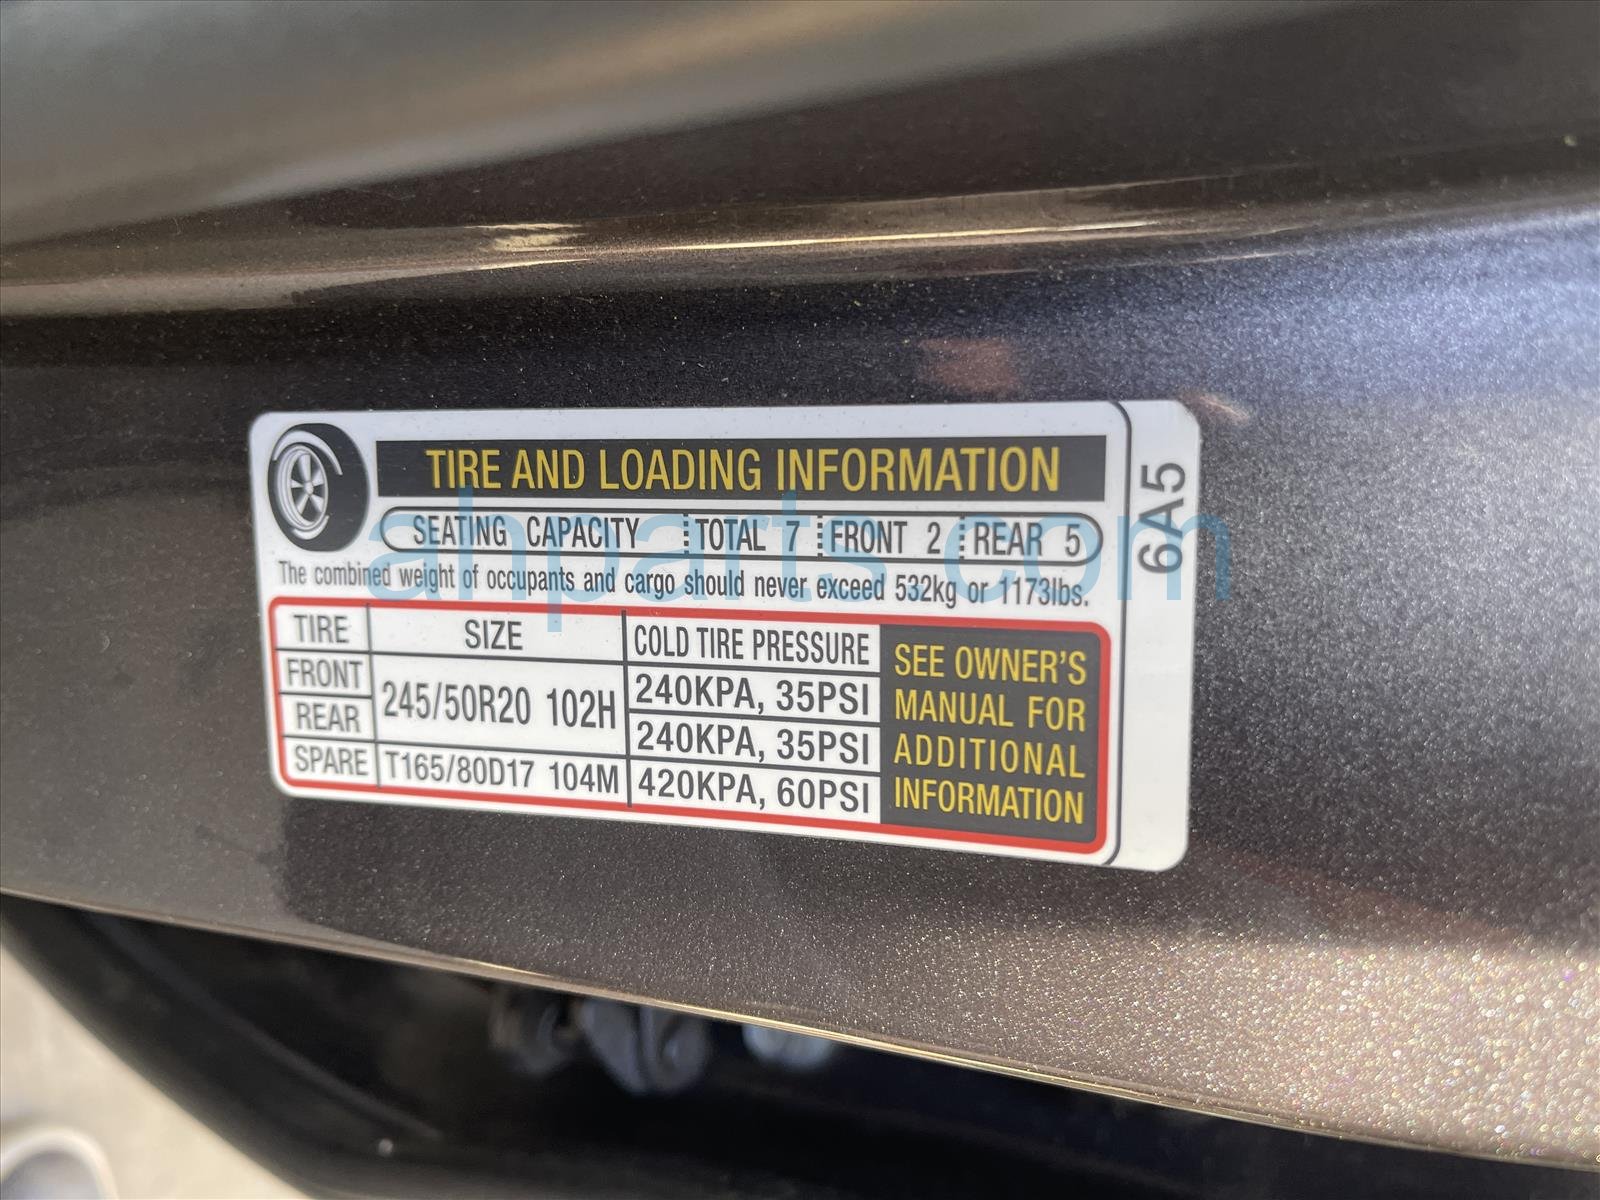 TIRE AND LOADING INFORMATION
SEATING CAPACITY TOTAL 7 FRONT 2 REAR 5
The combined weight of occupants and cargo should never exceed 532kg or 1173lbs.
TIRE SIZE COLD TIRE PRESSURE
FRONT 245/50R20 102H 240KPA, 35PSI
REAR 240KPA, 35PSI
SPARE T165/80D17 104M 420KPA, 60PSI
SEE OWNER'S
MANUAL FOR
ADDITIONAL
INFORMATION
6A5
ahparts.com